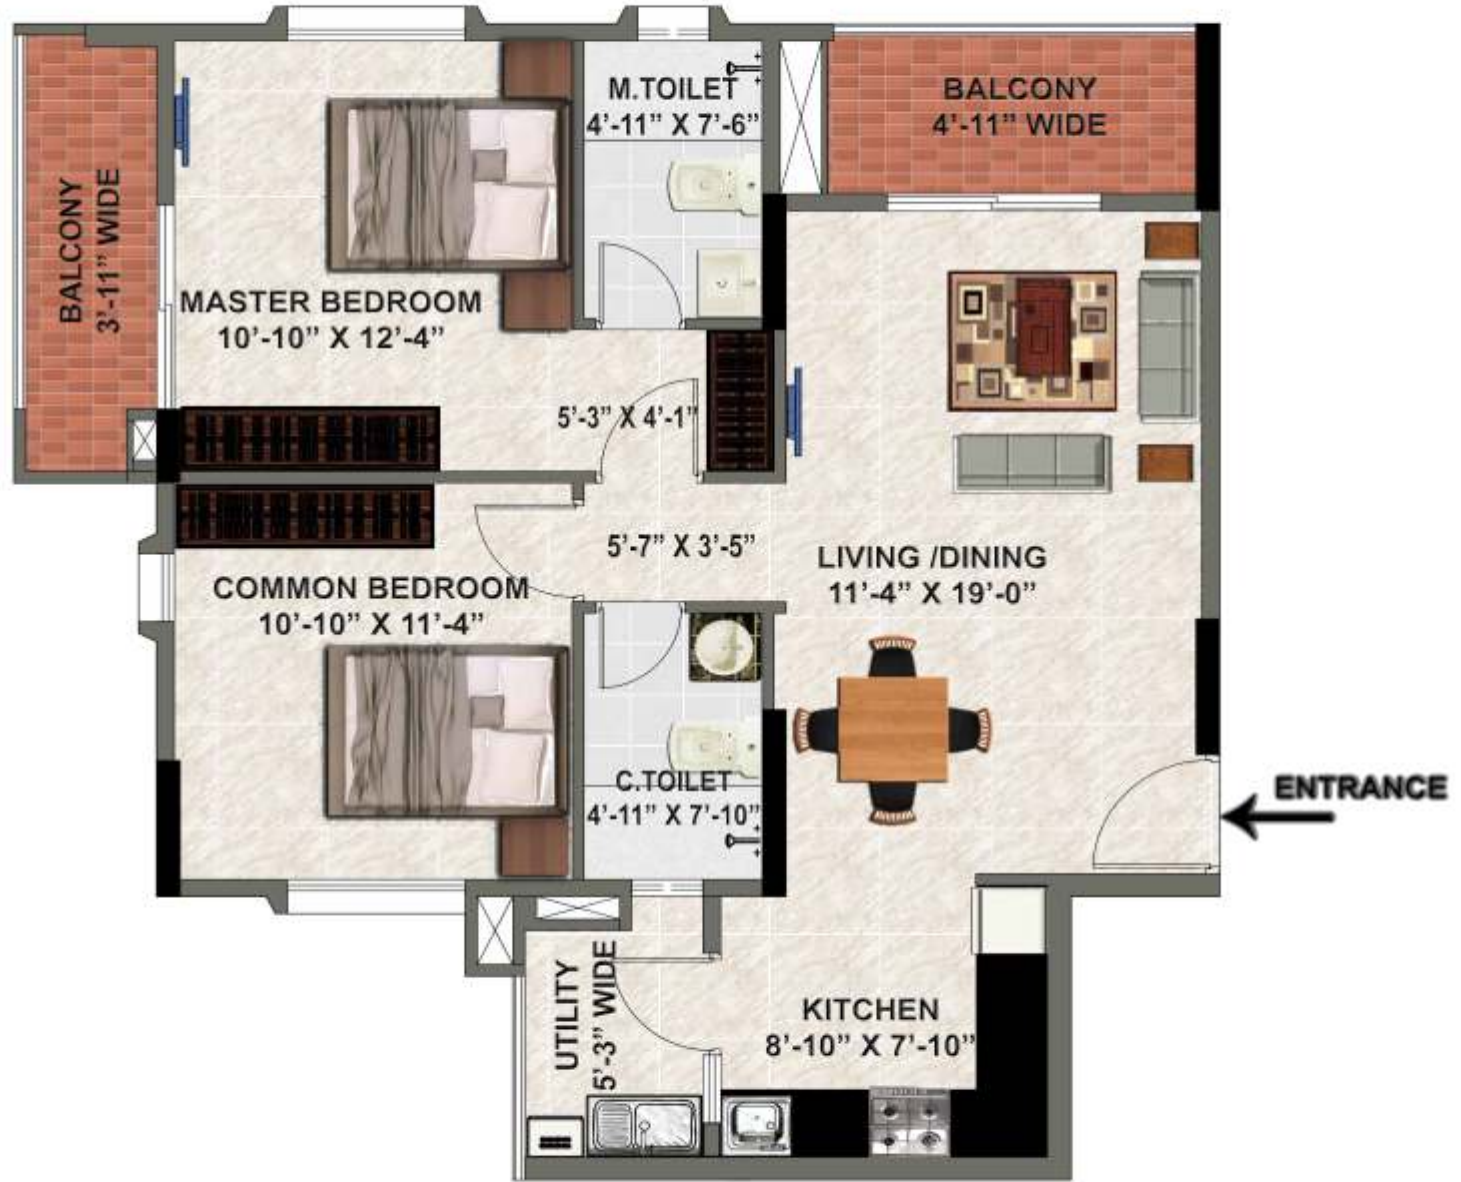 M.TOILET
4'-11" X 7'-6"
BALCONY
4'-11" WIDE
BALCONY
3'-11" WIDE
MASTER BEDROOM
10'-10" X 12'-4"
5'-3" X 4'-1"
5'-7" X 3'-5"
LIVING /DINING
11'-4" X 19'-0"
COMMON BEDROOM
10'-10" X 11'-4"
C.TOILET
4'-11" X 7'-10"
ENTRANCE
UTILITY
5'-3" WIDE
KITCHEN
8'-10" X 7'-10"